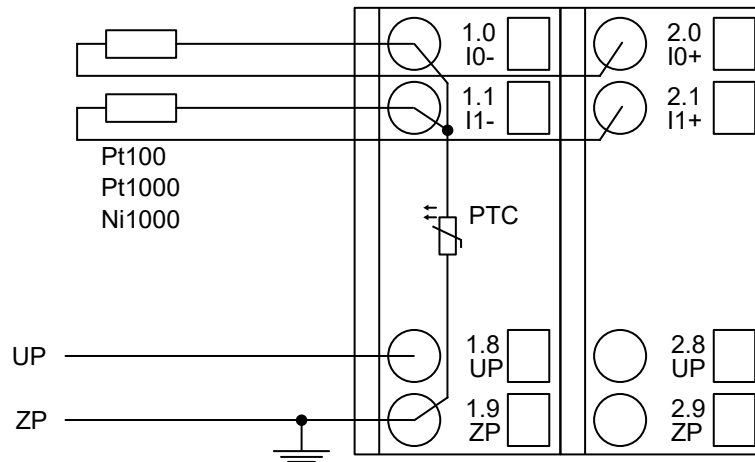 1.0
I0-
2.0
I0+
1.1
I1-
2.1
I1+
Pt100
Pt1000
Ni1000
PTC
UP
1.8
UP
2.8
UP
ZP
1.9
ZP
2.9
ZP